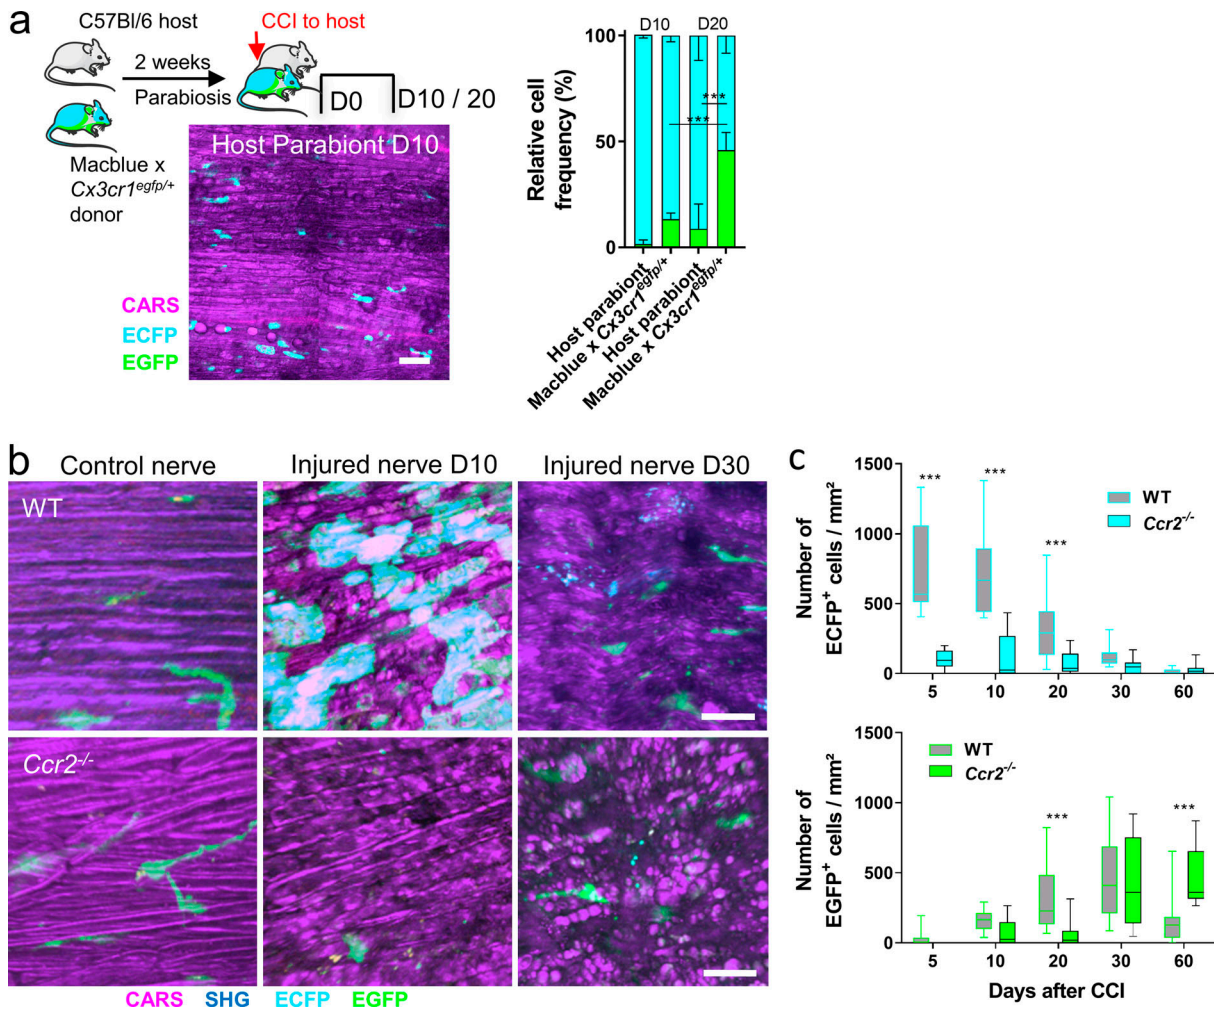 a
C57Bl/6 host
CCI to host
2 weeks
Parabiosis
D0
D10 / 20
Macblue x
Cx3cr1egfp/+
donor
Host Parabiont D10
CARS
ECFP
EGFP
D10
D20
100
50
0
Relative cell
frequency (%)
***
***
Host parabiont
Macblue x Cx3cr1egfp/+
Host parabiont
Macblue x Cx3cr1egfp/+
b
Control nerve
Injured nerve D10
Injured nerve D30
WT
Ccr2-/-
CARS SHG ECFP EGFP
c
1500
1000
500
0
Number of
ECFP+ cells / mm²
***
***
***
WT
Ccr2-/-
5 10 20 30 60
1500
1000
500
0
Number of
EGFP+ cells / mm²
WT
Ccr2-/-
***
***
5 10 20 30 60
Days after CCI